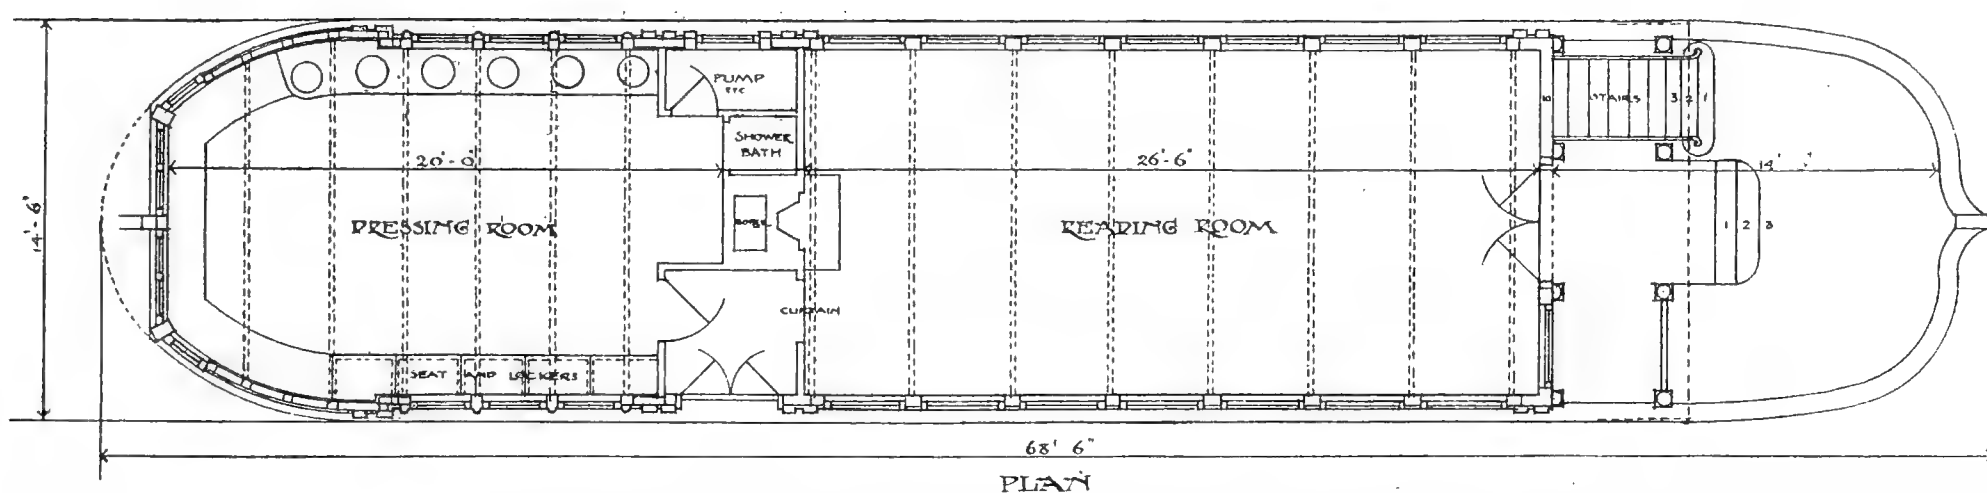 PUMP
ETC
STAIRS
10
3 2 1
SHOWER
BATH
20'-0"
26'-6"
14'-6"
DRESSING ROOM
READING ROOM
1 2 3
CURTAIN
SEAT AND LOCKERS
68' 6"
PLAN